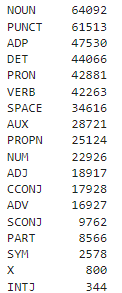 NOUN 64092
PUNCT 61513
ADP 47530
DET 44066
PRON 42881
VERB 42263
SPACE 34616
AUX 28721
PROPN 25124
NUM 22926
ADJ 18917
CCONJ 17928
ADV 16927
SCONJ 9762
PART 8566
SYM 2578
X 800
INTJ 344